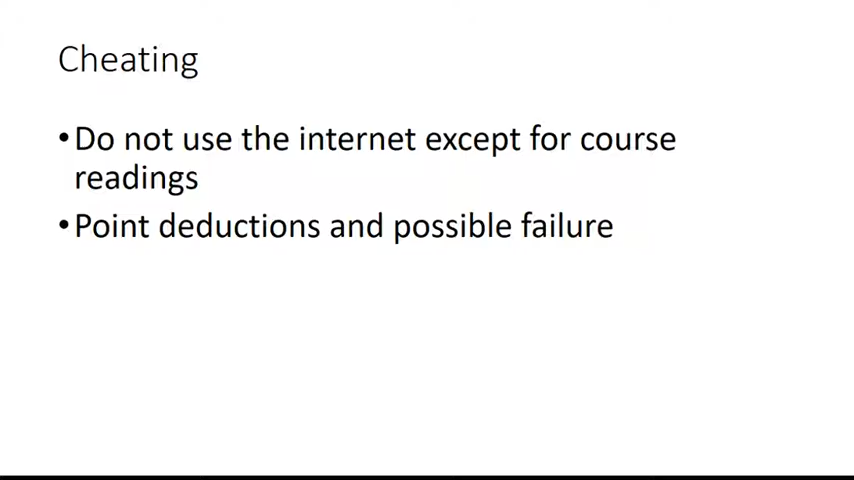 Cheating
•Do not use the internet except for course
readings
•Point deductions and possible failure